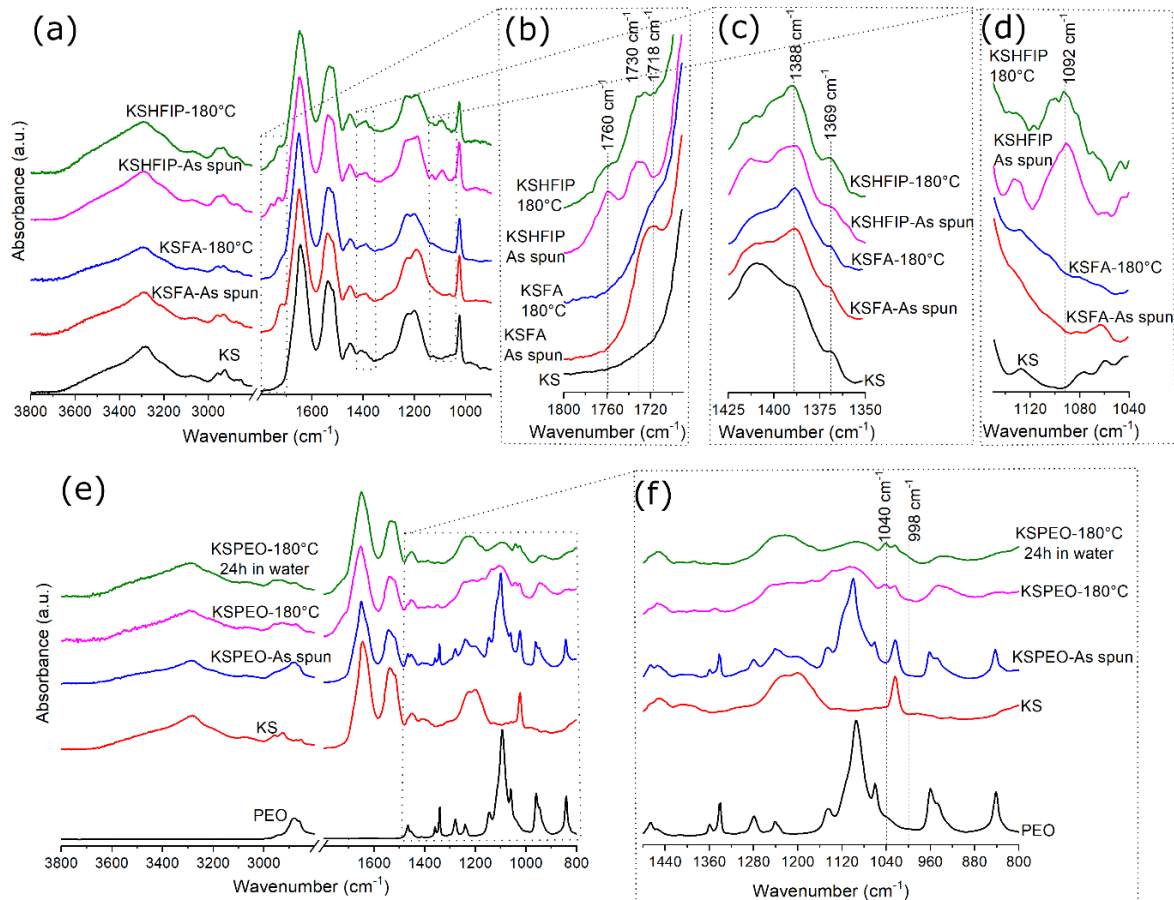 (a)
KSHFIP-180°C
KSHFIP-As spun
KSFA-180°C
KSFA-As spun
KS
Absorbance (a.u.)
3800 3600 3400 3200 3000 1600 1400 1200 1000
Wavenumber (cm-1)
(b)
1760 cm-1
1730 cm-1
1718 cm-1
KSHFIP
180°C
KSHFIP
As spun
KSFA
180°C
KSFA
As spun
KS
1800 1760 1720
Wavenumber (cm-1)
(c)
1388 cm-1
1369 cm-1
KSHFIP-180°C
KSHFIP-As spun
KSFA-180°C
KSFA-As spun
KS
1425 1400 1375 1350
Wavenumber (cm-1)
(d)
KSHFIP
180°C
1092 cm-1
KSHFIP
As spun
KSFA-180°C
KSFA-As spun
KS
1120 1080 1040
Wavenumber (cm-1)
(e)
KSPEO-180°C
24h in water
KSPEO-180°C
KSPEO-As spun
KS
PEO
Absorbance (a.u.)
3800 3600 3400 3200 3000 1600 1400 1200 1000 800
Wavenumber (cm-1)
(f)
1040 cm-1
998 cm-1
KSPEO-180°C
24h in water
KSPEO-180°C
KSPEO-As spun
KS
PEO
1440 1360 1280 1200 1120 1040 960 880 800
Wavenumber (cm-1)